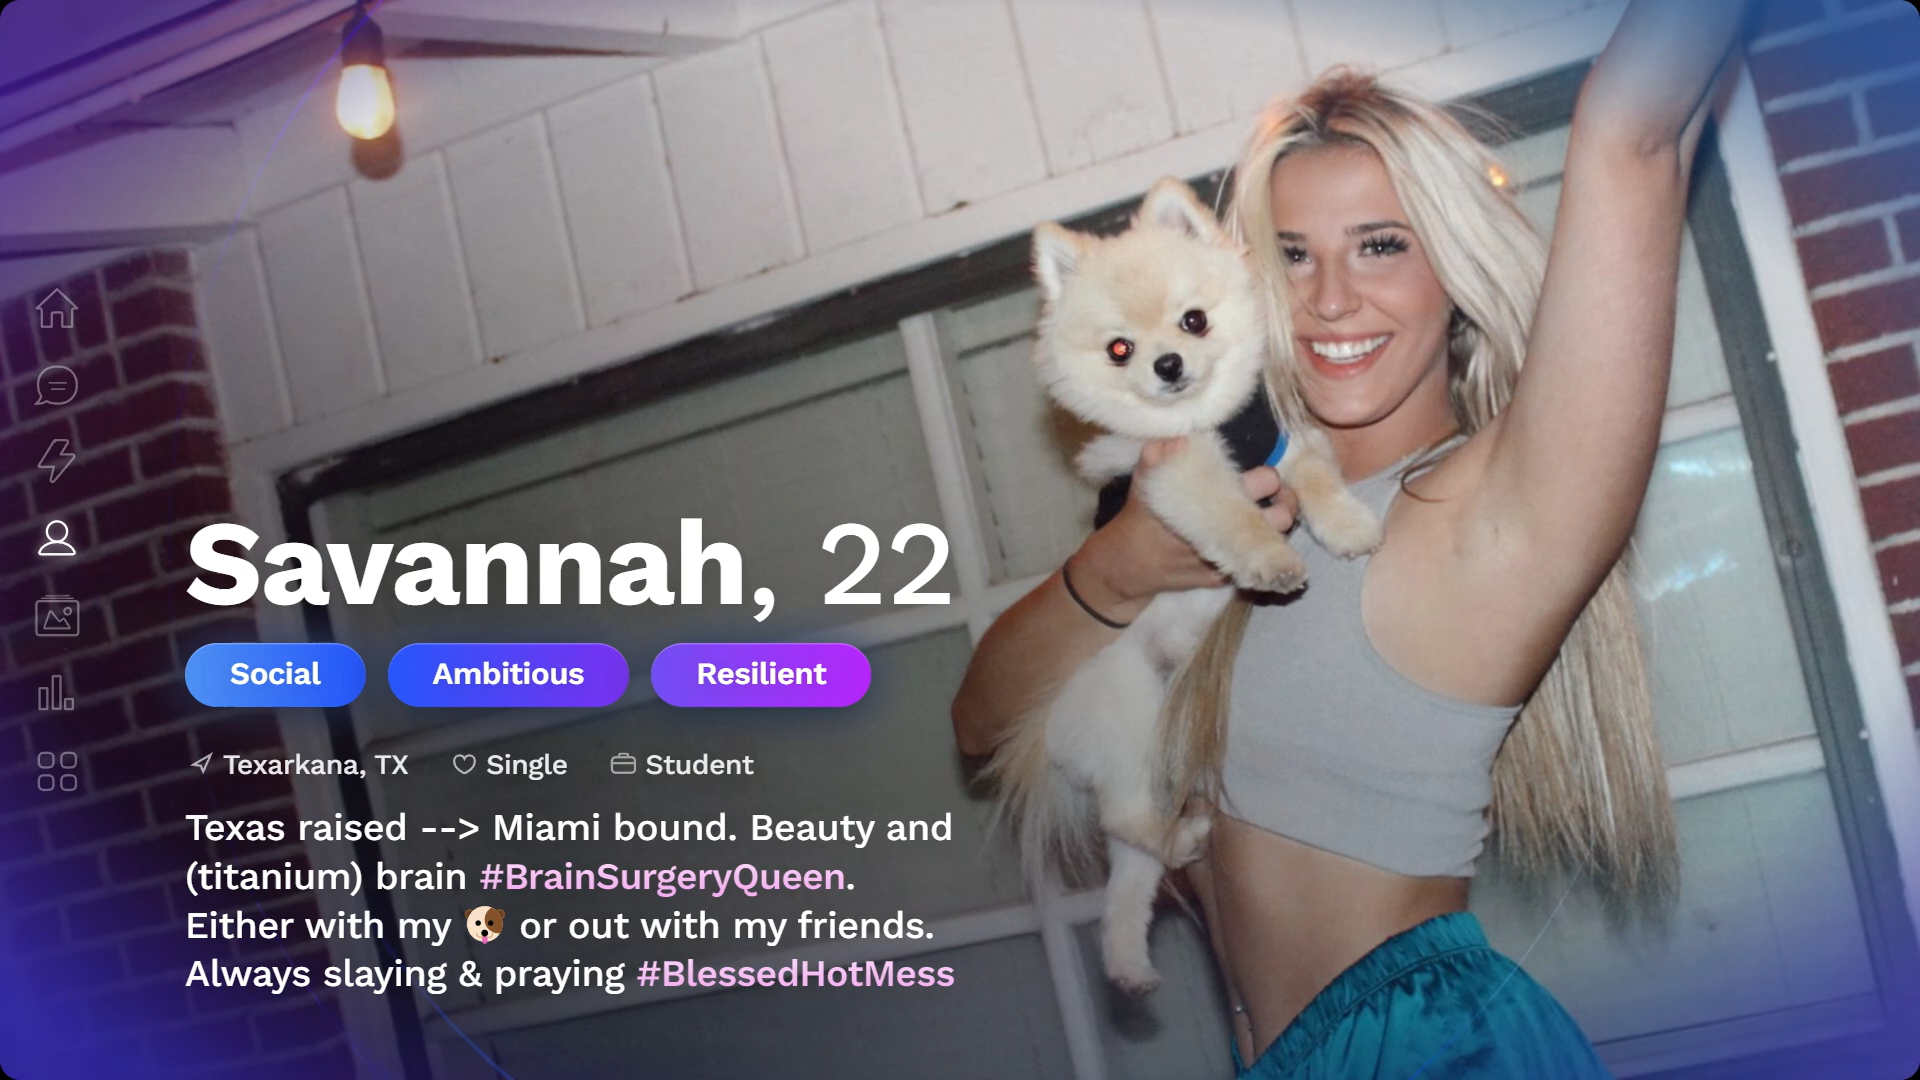 Savannah, 22
Social Ambitious Resilient
Texarkana, TX Single Student
Texas raised --> Miami bound. Beauty and
(titanium) brain #BrainSurgeryQueen.
Either with my 🐶 or out with my friends.
Always slaying & praying #BlessedHotMess